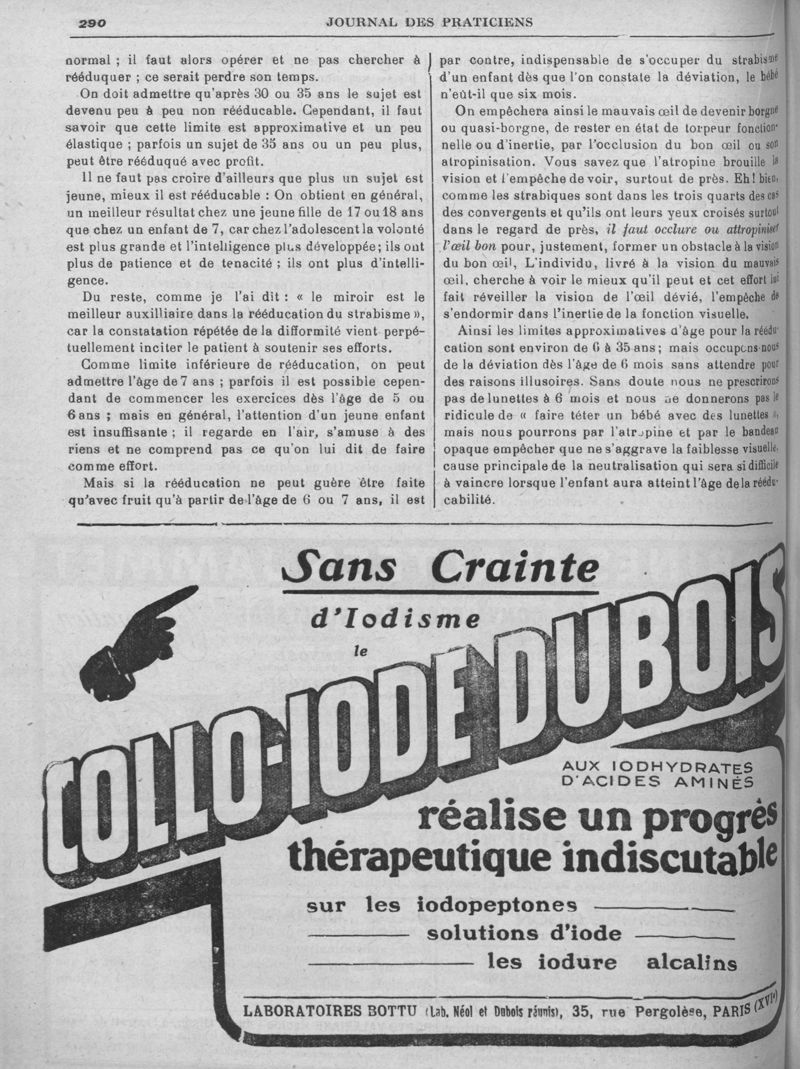 290
JOURNAL DES PRATICIENS
normal ; il faut alors opérer et ne pas chercher à
rééduquer ; ce serait perdre son temps.
On doit admettre qu'après 30 ou 35 ans le sujet est
devenu peu à peu non rééducable. Cependant, il faut
savoir que cette limite est approximative et un peu
élastique ; parfois un sujet de 35 ans ou un peu plus,
peut être rééduqué avec profit.
Il ne faut pas croire d'ailleurs que plus un sujet est
jeune, mieux il est rééducable : On obtient en général,
un meilleur résultat chez une jeune fille de 17 ou 18 ans
que chez un enfant de 7, car chez l'adolescent la volonté
est plus grande et l'intelligence plus développée ; ils ont
plus de patience et de tenacité ; ils ont plus d'intelli-
gence.
Du reste, comme je l'ai dit : « le miroir est le
meilleur auxilliaire dans la rééducation du strabisme »,
car la constatation répétée de la difformité vient perpé-
tuellement inciter le patient à soutenir ses efforts.
Comme limite inférieure de rééducation, on peut
admettre l'âge de 7 ans ; parfois il est possible cepen-
dant de commencer les exercices dès l'âge de 5 ou
6 ans ; mais en général, l'attention d'un jeune enfant
est insuffisante ; il regarde en l'air, s'amuse à des
riens et ne comprend pas ce qu'on lui dit de faire
comme effort.
Mais si la rééducation ne peut guère être faite
qu'avec fruit qu'à partir de l'âge de 6 ou 7 ans, il est
par contre, indispensable de s'occuper du strabisme
d'un enfant dès que l'on constate la déviation, le bébé
n'eût-il que six mois.
On empêchera ainsi le mauvais œil de devenir borgne
ou quasi-borgne, de rester en état de torpeur fonction-
nelle ou d'inertie, par l'occlusion du bon œil ou son
atropinisation. Vous savez que l'atropine brouille la
vision et l'empêche de voir, surtout de près. Eh ! bien,
comme les strabiques sont dans les trois quarts des cas
des convergents et qu'ils ont leurs yeux croisés surtout
dans le regard de près, il faut occlure ou attropiniser
l'œil bon pour, justement, former un obstacle à la vision
du bon œil, L'individu, livré à la vision du mauvais
œil, cherche à voir le mieux qu'il peut et cet effort lui
fait réveiller la vision de l'œil dévié, l'empêche de
s'endormir dans l'inertie de la fonction visuelle.
Ainsi les limites approximatives d'âge pour la réédu-
cation sont environ de 6 à 35 ans ; mais occupons-nous
de la déviation dès l'âge de 6 mois sans attendre pour
des raisons illusoires. Sans doute nous ne prescrirons
pas de lunettes à 6 mois et nous ne donnerons pas le
ridicule de « faire téter un bébé avec des lunettes »,
mais nous pourrons par l'atropine et par le bandeau
opaque empêcher que ne s'aggrave la faiblesse visuelle,
cause principale de la neutralisation qui sera si difficile
à vaincre lorsque l'enfant aura atteint l'âge de la réédu-
cabilité.
Sans Crainte
d'Iodisme
le
COLLO-IODE DUBOIS
AUX IODHYDRATES
D'ACIDES AMINÉS
réalise un progrès
thérapeutique indiscutable
sur les iodopeptones
solutions d'iode
les iodure alcalins
LABORATOIRES BOTTU (Lab. Néol et Dubois réunis), 35, rue Pergolèse, PARIS (XVIe)